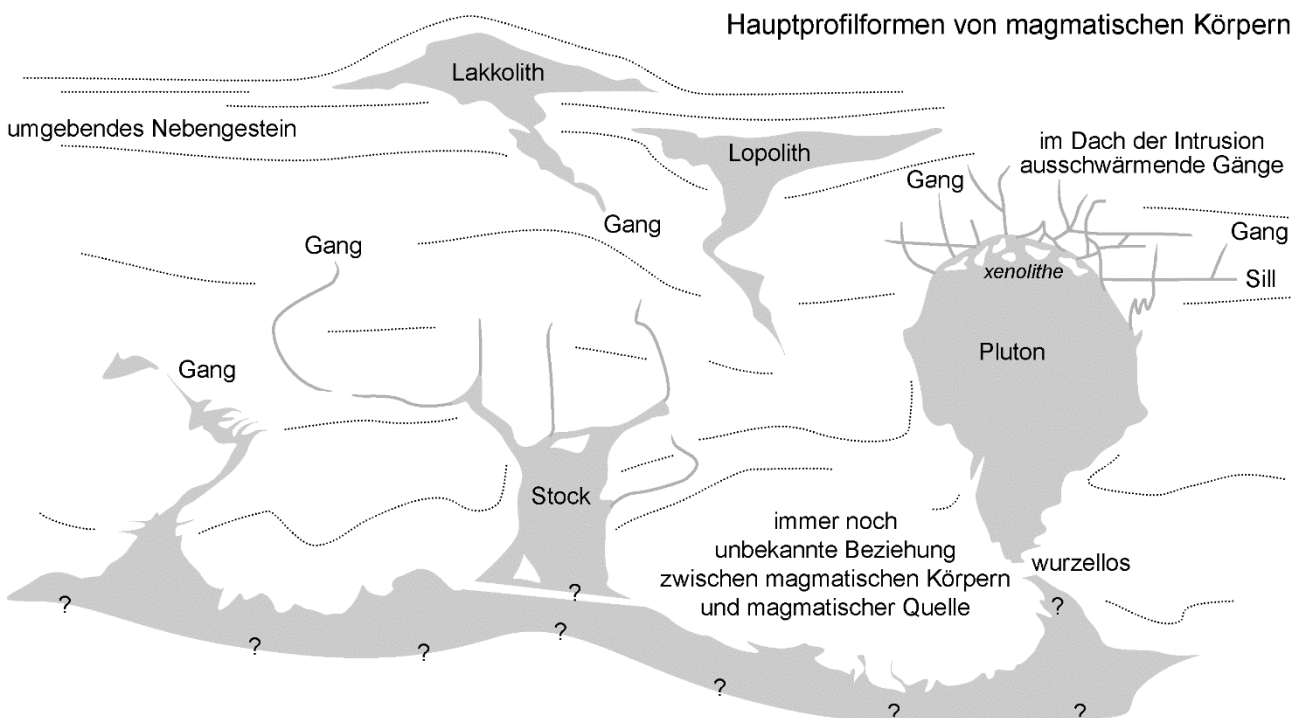 Hauptprofilformen von magmatischen Körpern
Lakkolith
umgebendes Nebengestein
Lopolith
im Dach der Intrusion
ausschwärmende Gänge
Gang
Gang
Gang
Gang
xenolithe
Sill
Pluton
Gang
Stock
immer noch
unbekannte Beziehung
zwischen magmatischen Körpern
und magmatischer Quelle
wurzellos
?
?
?
?
?
?
?
?
?